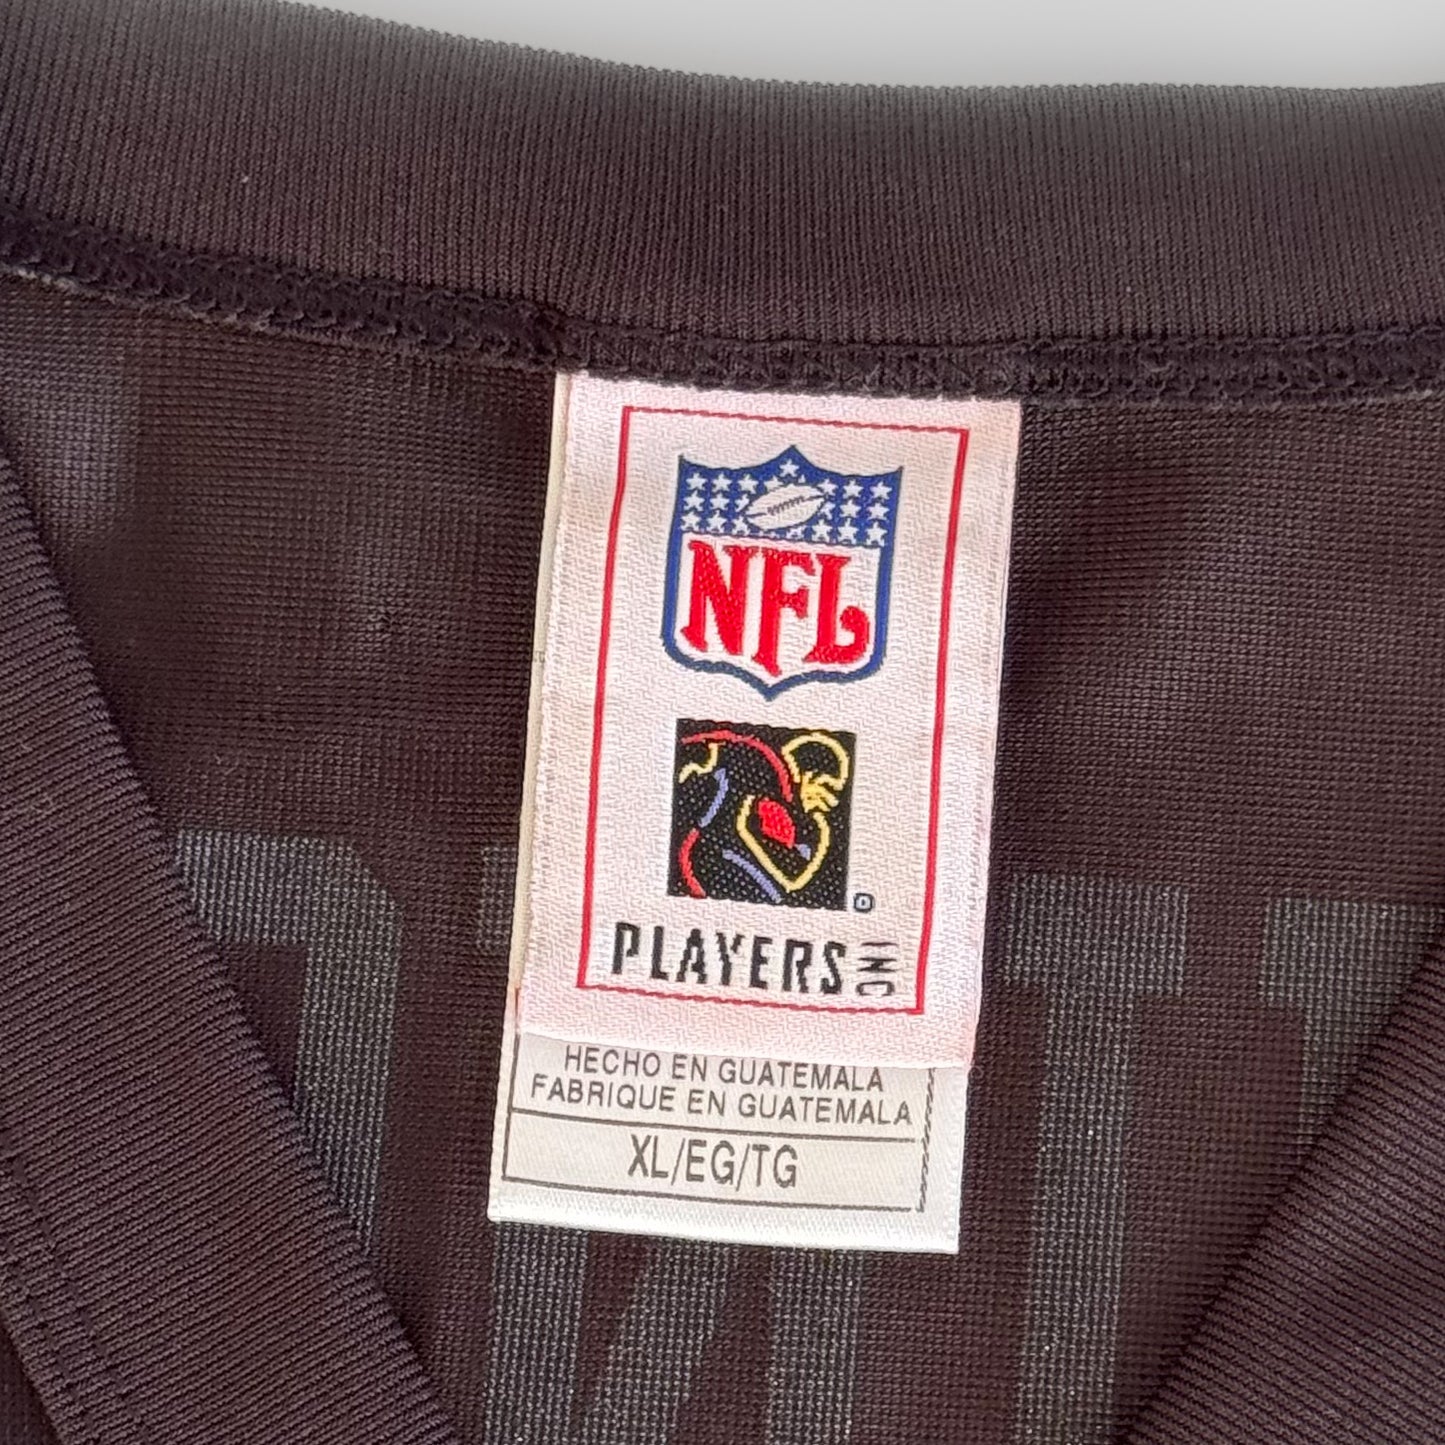 NFL
PLAYERS INC
HECHO EN GUATEMALA
FABRIQUE EN GUATEMALA
XL/EG/TG